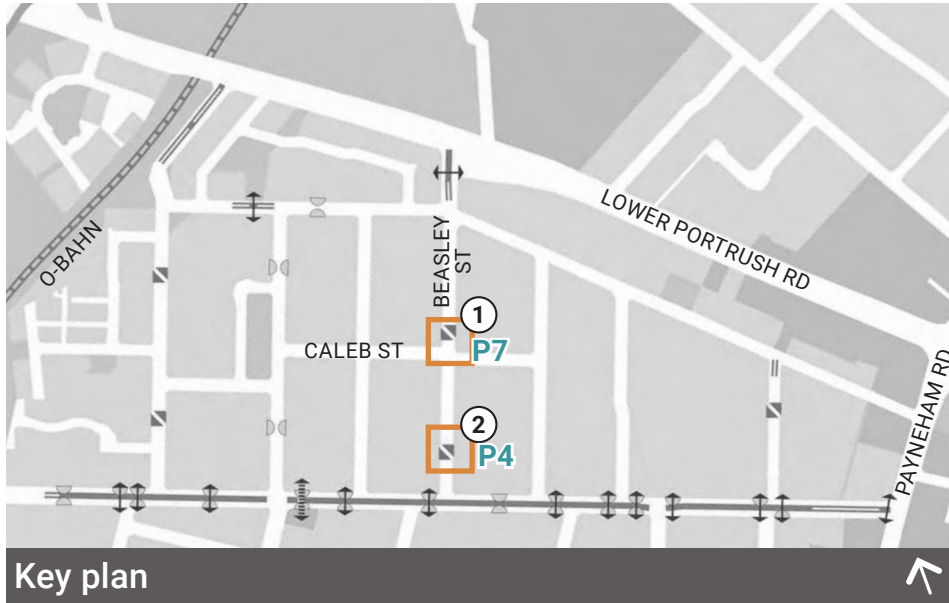 LOWER PORTRUSH RD
O-BAHN
BEASLEY
ST
1
CALEB ST
P7
2
P4
PAYNEHAM RD
Key plan